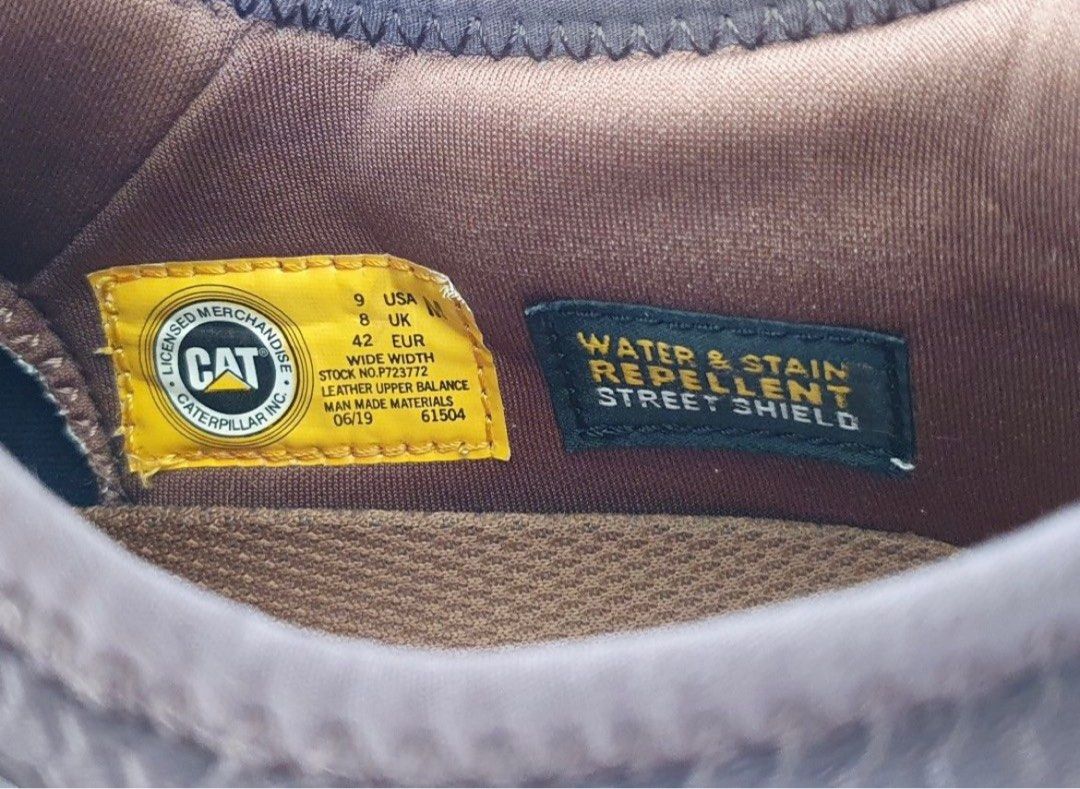 LICENSED MERCHANDISE
CAT®
CATERPILLAR INC.
9 USA M
8 UK
42 EUR
WIDE WIDTH
STOCK NO.P723772
LEATHER UPPER BALANCE
MAN MADE MATERIALS
06/19 61504
WATER & STAIN
REPELLENT
STREET SHIELD